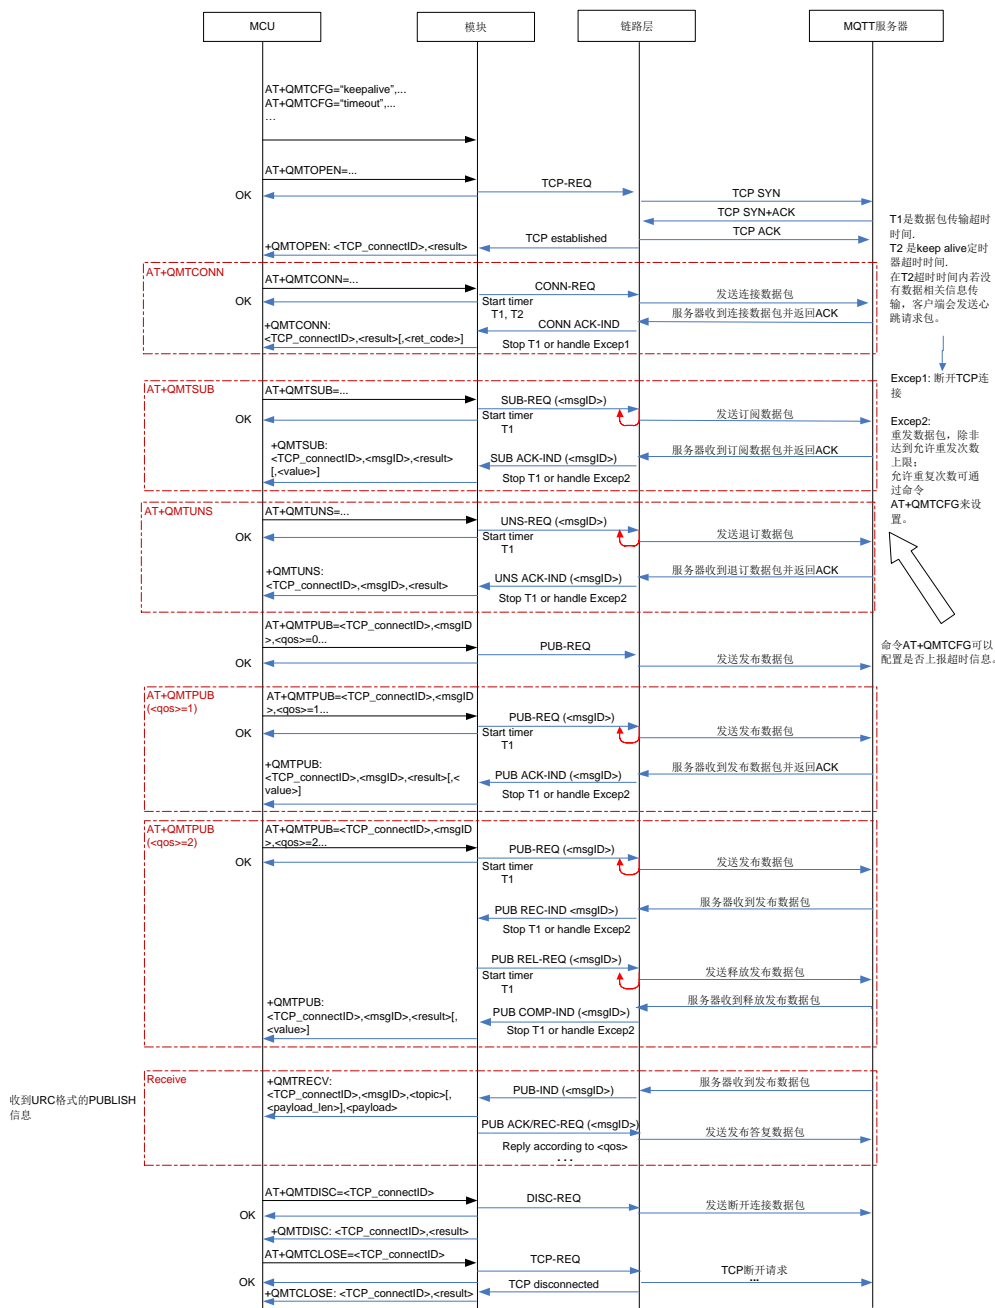 MCU
模块
链路层
MQTT服务器
AT+QMTCFG=“keepalive”,...
AT+QMTCFG=“timeout”,...
...
AT+QMTOPEN=...
TCP-REQ
OK
TCP SYN
TCP SYN+ACK
TCP ACK
TCP established
+QMTOPEN: <TCP_connectID>,<result>
T1是数据包传输超时
时间.
T2 是keep alive定时
器超时时间.
在T2超时时间内若没
有数据相关信息传
输，客户端会发送心
跳请求包。
AT+QMTCONN
AT+QMTCONN=...
CONN-REQ
OK
Start timer
T1, T2
发送连接数据包
服务器收到连接数据包并返回ACK
+QMTCONN:
<TCP_connectID>,<result>[,<ret_code>]
CONN ACK-IND
Stop T1 or handle Excep1
Excep1: 断开TCP连
接
Excep2:
重发数据包，除非
达到允许重发次数
上限；
允许重复次数可通
过命令
AT+QMTCFG来设
置。
AT+QMTSUB
AT+QMTSUB=...
SUB-REQ (<msgID>)
OK
Start timer
T1
发送订阅数据包
+QMTSUB:
<TCP_connectID>,<msgID>,<result>
[,<value>]
服务器收到订阅数据包并返回ACK
SUB ACK-IND (<msgID>)
Stop T1 or handle Excep2
AT+QMTUNS
AT+QMTUNS=...
UNS-REQ (<msgID>)
OK
Start timer
T1
发送退订数据包
+QMTUNS:
<TCP_connectID>,<msgID>,<result>
服务器收到退订数据包并返回ACK
UNS ACK-IND (<msgID>)
Stop T1 or handle Excep2
命令AT+QMTCFG可以
配置是否上报超时信息。
AT+QMTPUB=<TCP_connectID>,<msgID
>,<qos>=0...
PUB-REQ
OK
发送发布数据包
AT+QMTPUB
(<qos>=1)
AT+QMTPUB=<TCP_connectID>,<msgID
>,<qos>=1...
PUB-REQ (<msgID>)
OK
Start timer
T1
发送发布数据包
+QMTPUB:
<TCP_connectID>,<msgID>,<result>[,<
value>]
服务器收到发布数据包并返回ACK
PUB ACK-IND (<msgID>)
Stop T1 or handle Excep2
AT+QMTPUB
(<qos>=2)
AT+QMTPUB=<TCP_connectID>,<msgID
>,<qos>=2...
PUB-REQ (<msgID>)
OK
Start timer
T1
发送发布数据包
服务器收到发布数据包
PUB REC-IND <msgID>)
Stop T1 or handle Excep2
PUB REL-REQ (<msgID>)
Start timer
T1
发送释放发布数据包
服务器收到释放发布数据包
+QMTPUB:
<TCP_connectID>,<msgID>,<result>[,
<value>]
PUB COMP-IND (<msgID>)
Stop T1 or handle Excep2
Receive
收到URC格式的PUBLISH
信息
+QMTRECV:
<TCP_connectID>,<msgID>,<topic>[,
<payload_len>],<payload>
PUB-IND (<msgID>)
服务器收到发布数据包
PUB ACK/REC-REQ (<msgID>)
发送发布答复数据包
Reply according to <qos>
...
AT+QMTDISC=<TCP_connectID>
DISC-REQ
OK
发送断开连接数据包
+QMTDISC: <TCP_connectID>,<result>
AT+QMTCLOSE=<TCP_connectID>
TCP-REQ
OK
TCP断开请求
...
TCP disconnected
+QMTCLOSE: <TCP_connectID>,<result>